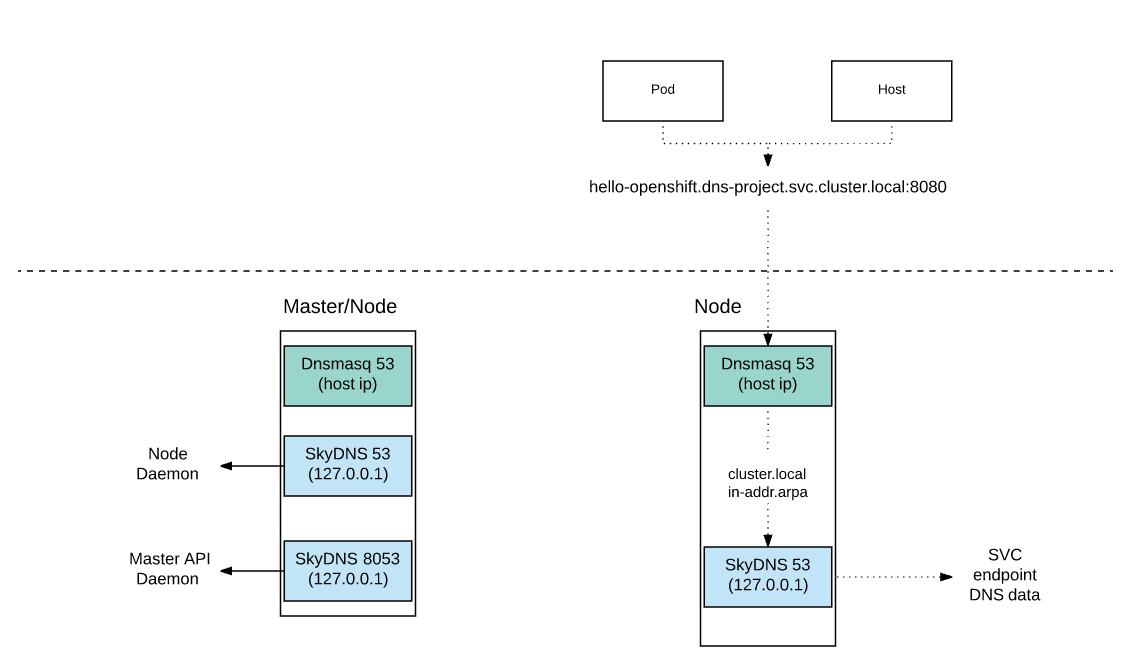 Pod
Host
hello-openshift.dns-project.svc.cluster.local:8080
Master/Node
Dnsmasq 53
(host ip)
Node
Daemon
SkyDNS 53
(127.0.0.1)
Master API
Daemon
SkyDNS 8053
(127.0.0.1)
Node
Dnsmasq 53
(host ip)
cluster.local
in-addr.arpa
SkyDNS 53
(127.0.0.1)
SVC
endpoint
DNS data